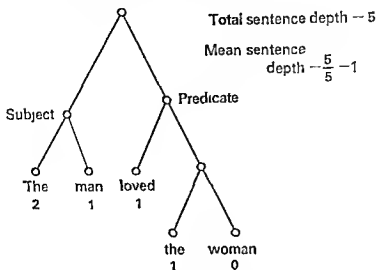 Total sentence depth — 5
Mean sentence
depth — 5/5 — 1
Subject
Predicate
The man loved
2 1 1
the woman
1 0